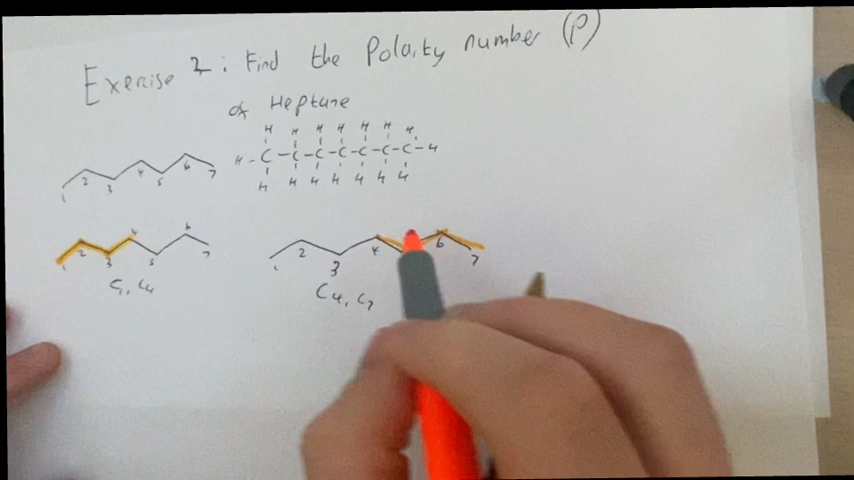 Exercise 2: Find the Polarity number (P)
of Heptane
H H H H H H H
H-C-C-C-C-C-C-C-H
H H H H H H H
1 2 3 4 5 6 7
1 2 3 4 5 6 7
C1, C4
1 2 3 4 6 7
C4, C7